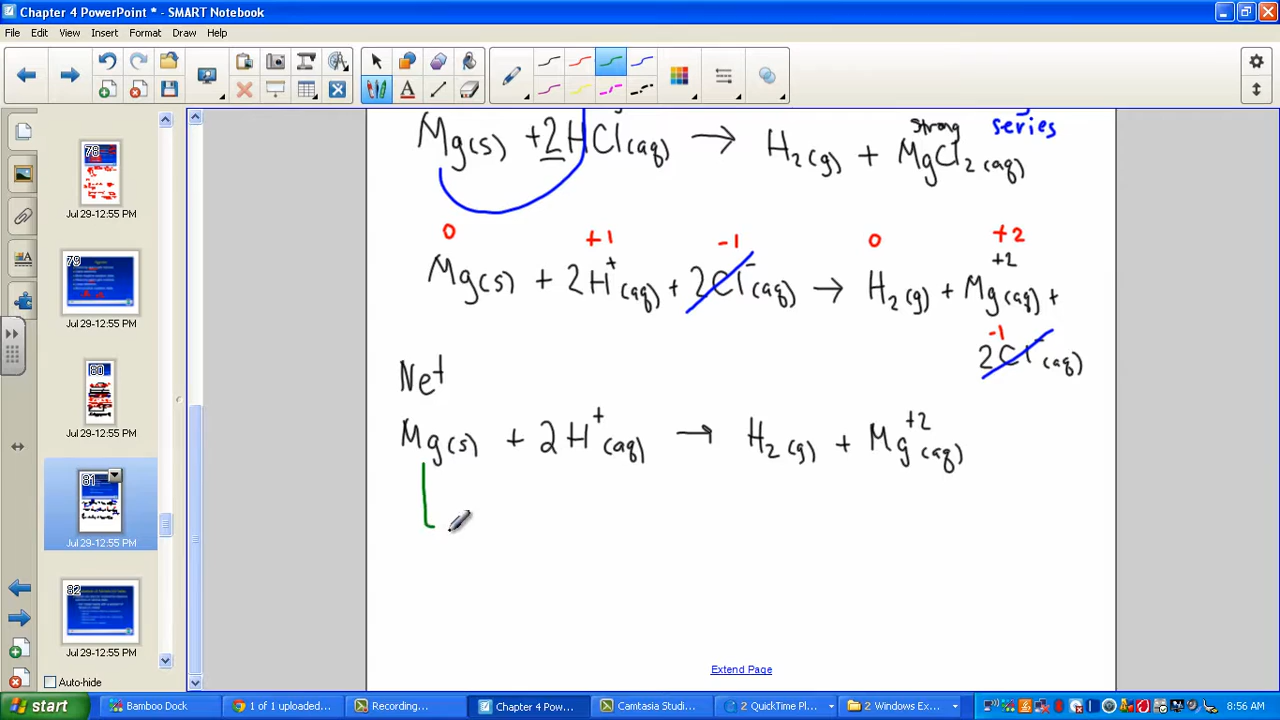 Chapter 4 PowerPoint * - SMART Notebook
File Edit View Insert Format Draw Help
78
Jul 29-12:55 PM
79
Jul 29-12:55 PM
80
Jul 29-12:55 PM
81
Jul 29-12:55 PM
82
Jul 29-12:55 PM
Auto-hide
strong series
Mg(s) + 2HCl(aq) → H₂(g) + MgCl₂(aq)
0 +1 -1 0 +2
+2
Mg(s) + 2H⁺(aq) + 2Cl⁻(aq) → H₂(g) + Mg(aq) +
-1
2Cl⁻(aq)
Net
Mg(s) + 2H⁺(aq) → H₂(g) + Mg⁺²(aq)
Extend Page
start
Bamboo Dock
1 of 1 uploaded...
Recording...
Chapter 4 Pow...
Camtasia Studi...
2 QuickTime Pl...
2 Windows Ex...
8:56 AM